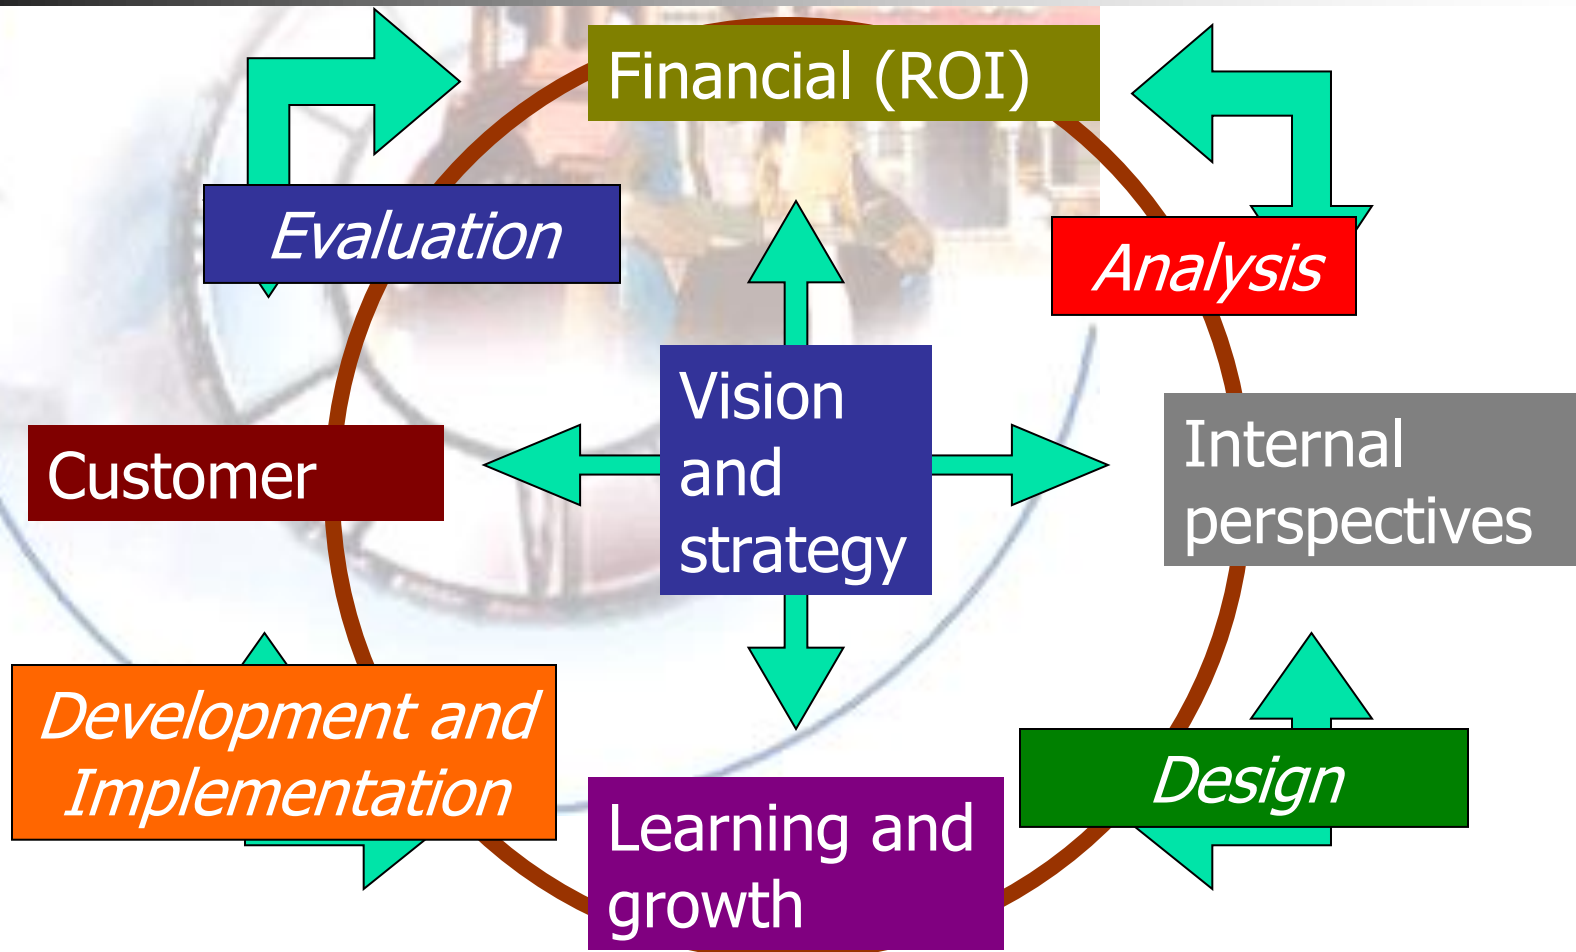 Financial (ROI)
Evaluation
Analysis
Vision
and
strategy
Customer
Internal
perspectives
Development and
Implementation
Design
Learning and
growth